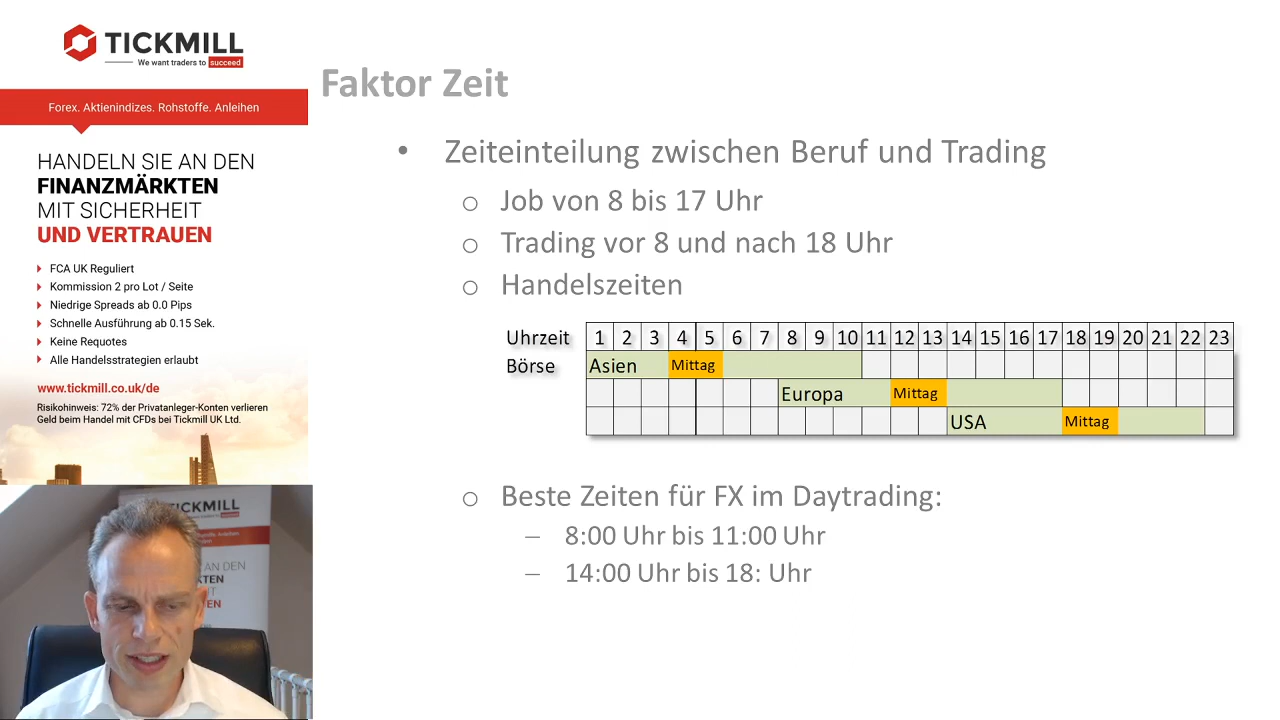 TICKMILL
We want traders to succeed
Forex. Aktienindizes. Rohstoffe. Anleihen
HANDELN SIE AN DEN
FINANZMÄRKTEN
MIT SICHERHEIT
UND VERTRAUEN
FCA UK Reguliert
Kommission 2 pro Lot / Seite
Niedrige Spreads ab 0.0 Pips
Schnelle Ausführung ab 0.15 Sek.
Keine Requotes
Alle Handelsstrategien erlaubt
www.tickmill.co.uk/de
Risikohinweis: 72% der Privatanleger-Konten verlieren
Geld beim Handel mit CFDs bei Tickmill UK Ltd.
Faktor Zeit
• Zeiteinteilung zwischen Beruf und Trading
o Job von 8 bis 17 Uhr
o Trading vor 8 und nach 18 Uhr
o Handelszeiten
Uhrzeit 1 2 3 4 5 6 7 8 9 10 11 12 13 14 15 16 17 18 19 20 21 22 23
Börse Asien Mittag
Europa Mittag
USA Mittag
o Beste Zeiten für FX im Daytrading:
– 8:00 Uhr bis 11:00 Uhr
– 14:00 Uhr bis 18: Uhr